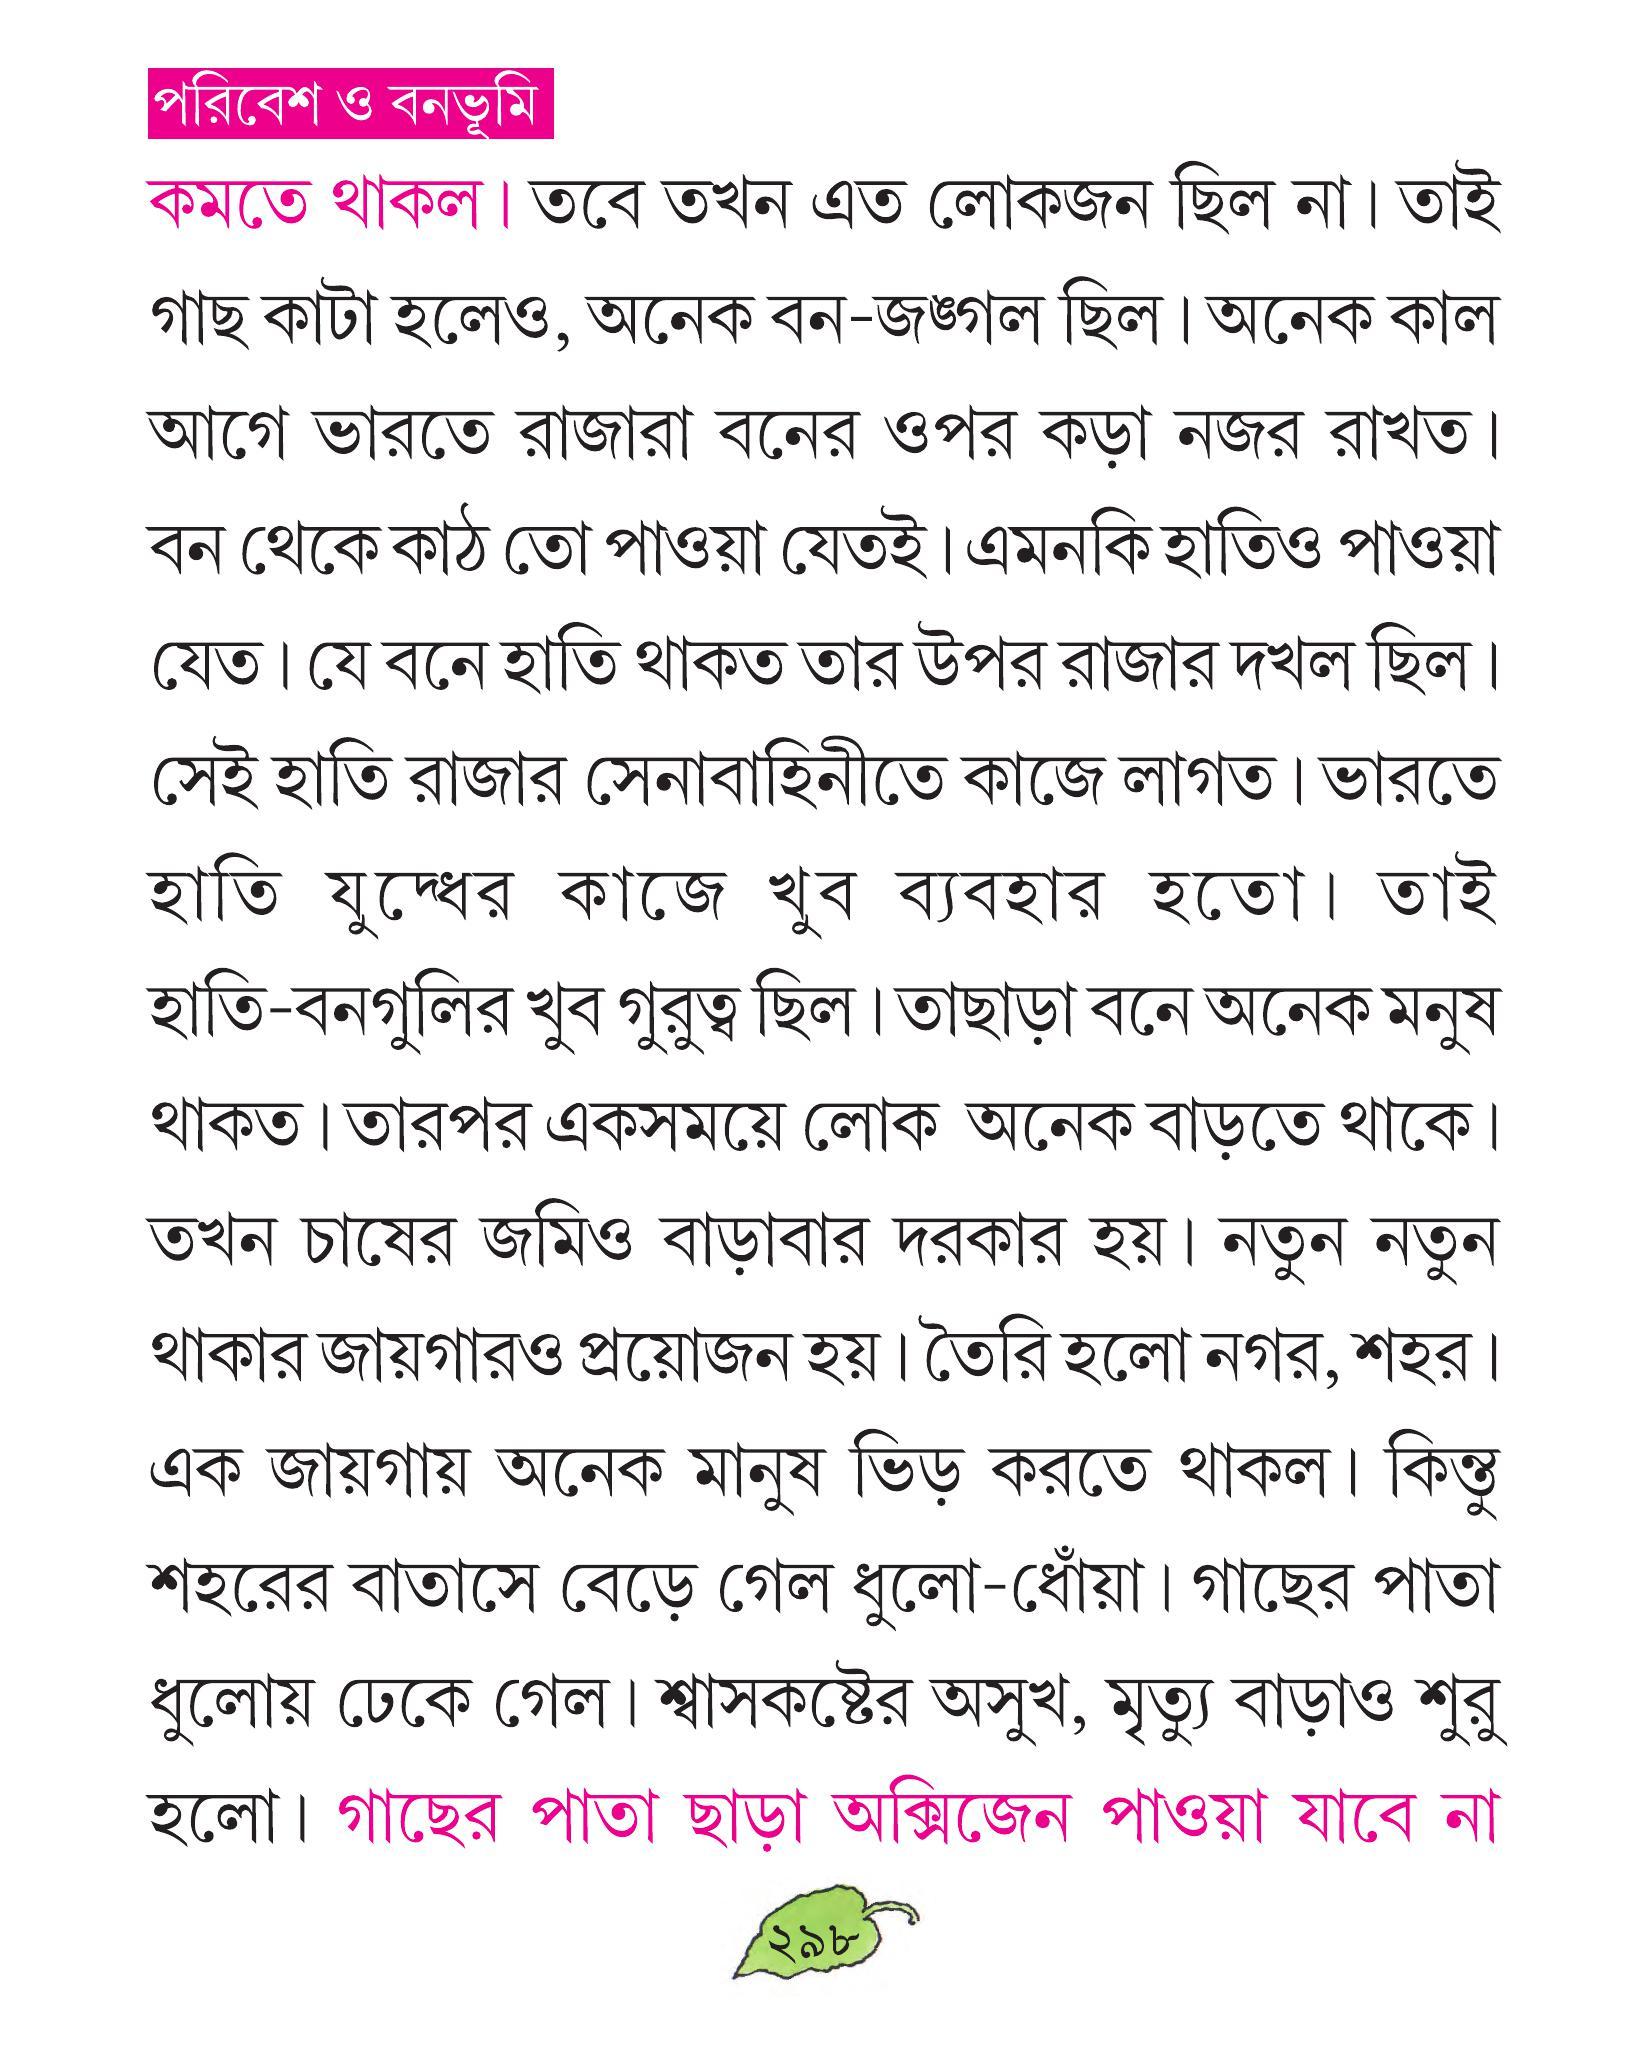 পরিবেশ ও বনভূমি
কমতে থাকল। তবে তখন এত লোকজন ছিল না। তাই
গাছ কাটা হলেও, অনেক বন-জঙ্গল ছিল। অনেক কাল
আগে ভারতে রাজারা বনের ওপর কড়া নজর রাখত।
বন থেকে কাঠ তো পাওয়া যেতই। এমনকি হাতিও পাওয়া
যেত। যে বনে হাতি থাকত তার উপর রাজার দখল ছিল।
সেই হাতি রাজার সেনাবাহিনীতে কাজে লাগত। ভারতে
হাতি যুদ্ধের কাজে খুব ব্যবহার হতো। তাই
হাতি-বনগুলির খুব গুরুত্ব ছিল। তাছাড়া বনে অনেক মনুষ
থাকত। তারপর একসময়ে লোক অনেক বাড়তে থাকে।
তখন চাষের জমিও বাড়াবার দরকার হয়। নতুন নতুন
থাকার জায়গারও প্রয়োজন হয়। তৈরি হলো নগর, শহর।
এক জায়গায় অনেক মানুষ ভিড় করতে থাকল। কিন্তু
শহরের বাতাসে বেড়ে গেল ধুলো-ধোঁয়া। গাছের পাতা
ধুলোয় ঢেকে গেল। শ্বাসকষ্টের অসুখ, মৃত্যু বাড়াও শুরু
হলো। গাছের পাতা ছাড়া অক্সিজেন পাওয়া যাবে না
২৯৮